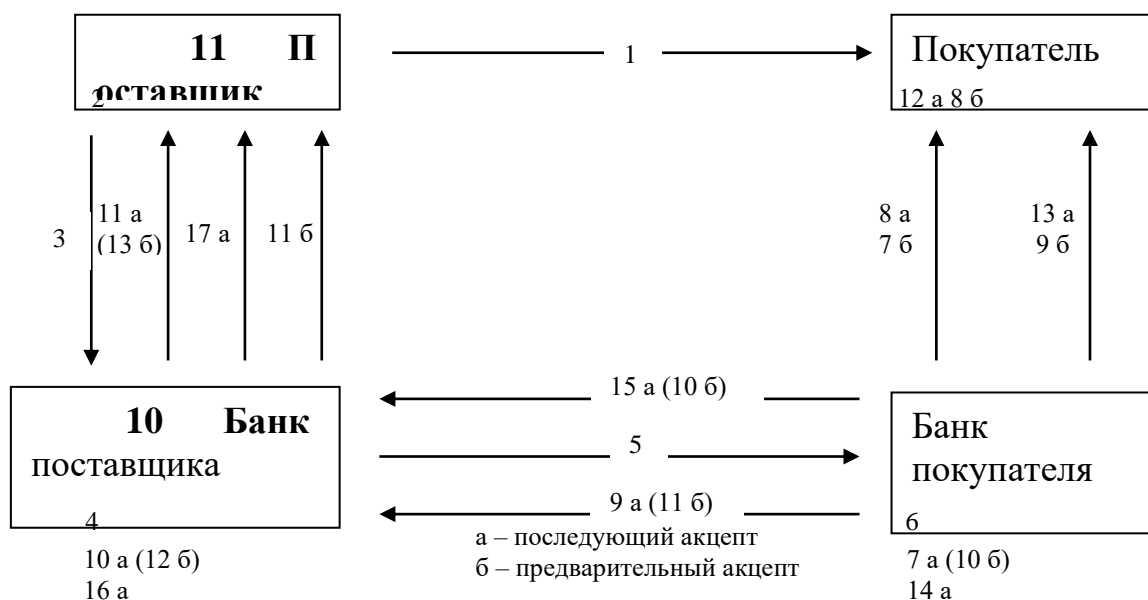 11 П
оставщик
2
1
Покупатель
12 а 8 б
3
11 а
(13 б)
17 а
11 б
8 а
7 б
13 а
9 б
10 Банк
поставщика
4
10 а (12 б)
16 а
15 а (10 б)
5
9 а (11 б)
а – последующий акцепт
б – предварительный акцепт
Банк
покупателя
6
7 а (10 б)
14 а